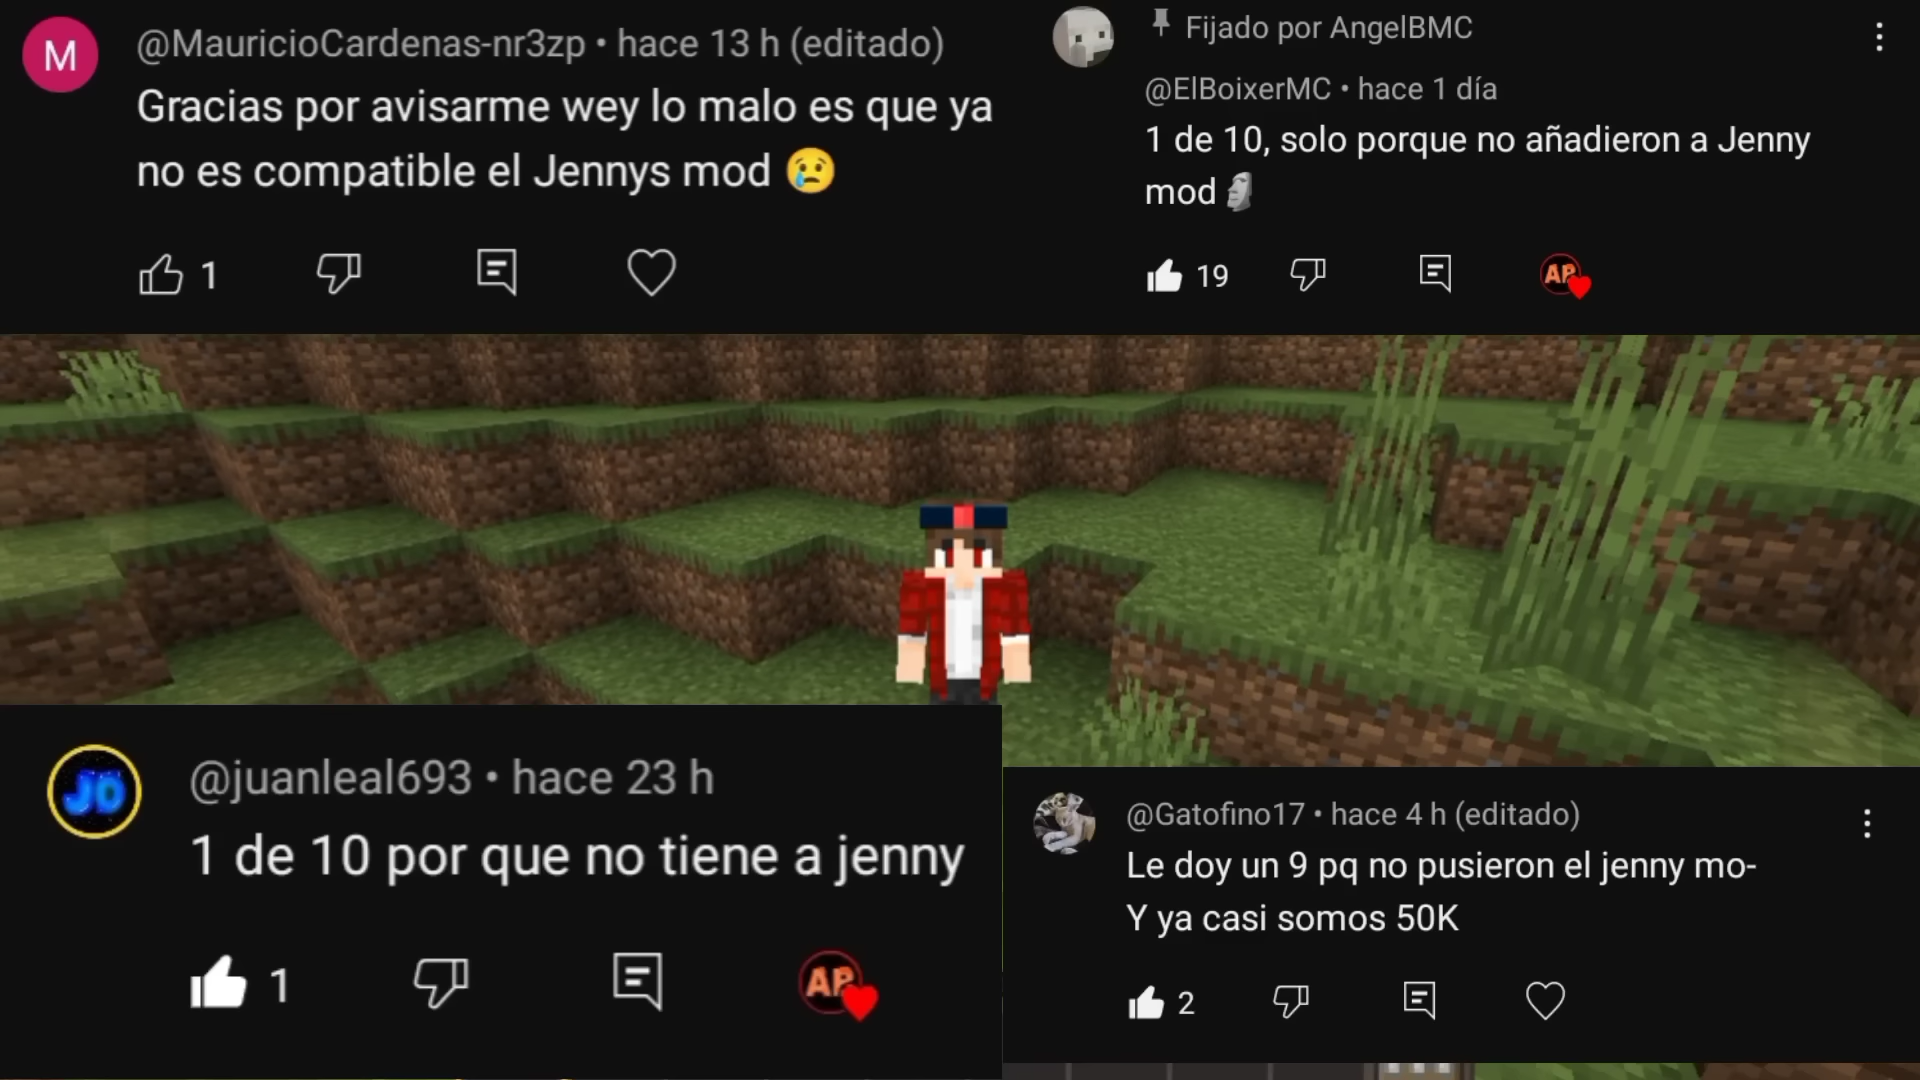 M
@MauricioCardenas-nr3zp • hace 13 h (editado)
Gracias por avisarme wey lo malo es que ya
no es compatible el Jennys mod 😢
1
Fijado por AngelBMC
@ElBoixerMC • hace 1 día
1 de 10, solo porque no añadieron a Jenny
mod 🗿
19
AP
JD
@juanleal693 • hace 23 h
1 de 10 por que no tiene a jenny
1
AP
@Gatofino17 • hace 4 h (editado)
Le doy un 9 pq no pusieron el jenny mo-
Y ya casi somos 50K
2